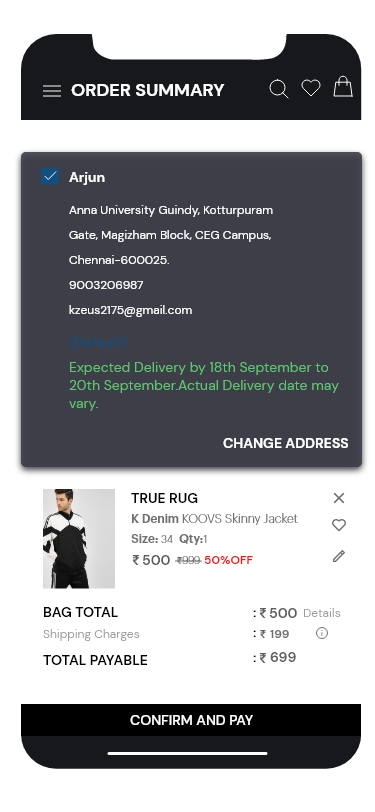 ORDER SUMMARY
Arjun
Anna University Guindy, Kotturpuram
Gate, Magizham Block, CEG Campus,
Chennai-600025.
9003206987
kzeus2175@gmail.com
Expected Delivery by 18th September to
20th September.Actual Delivery date may
vary.
CHANGE ADDRESS
TRUE RUG
K Denim KOOVS Skinny Jacket
Size: 34 Qty:1
₹ 500 ₹999 50%OFF
BAG TOTAL : ₹ 500 Details
Shipping Charges : ₹ 199
TOTAL PAYABLE : ₹ 699
CONFIRM AND PAY